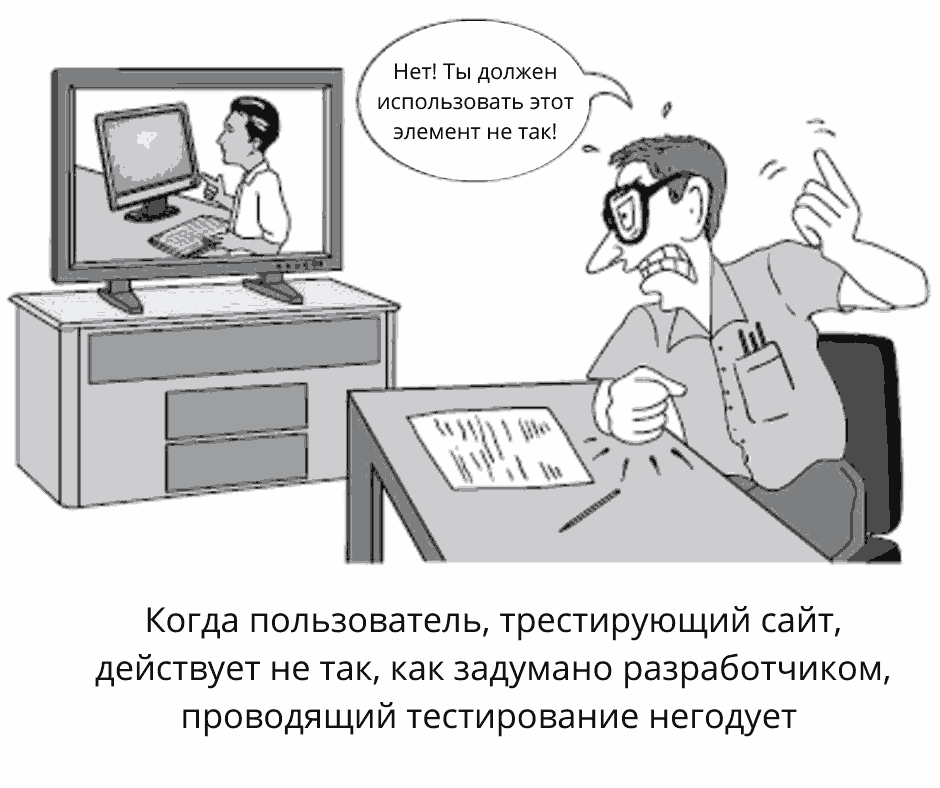 Нет! Ты должен
использовать этот
элемент не так!
Когда пользователь, трестирующий сайт,
действует не так, как задумано разработчиком,
проводящий тестирование негодует